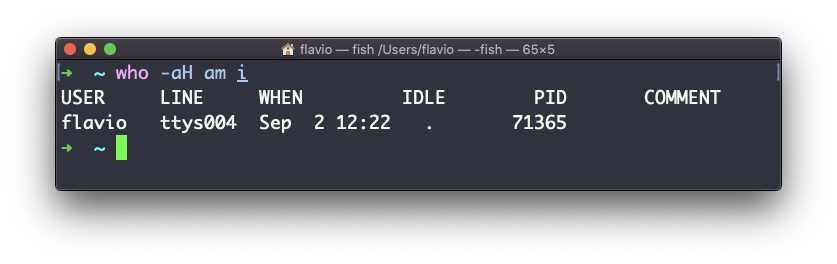 flavio — fish /Users/flavio — -fish — 65×5
➜ ~ who -aH am i
USER LINE WHEN IDLE PID COMMENT
flavio ttys004 Sep 2 12:22 . 71365
➜ ~